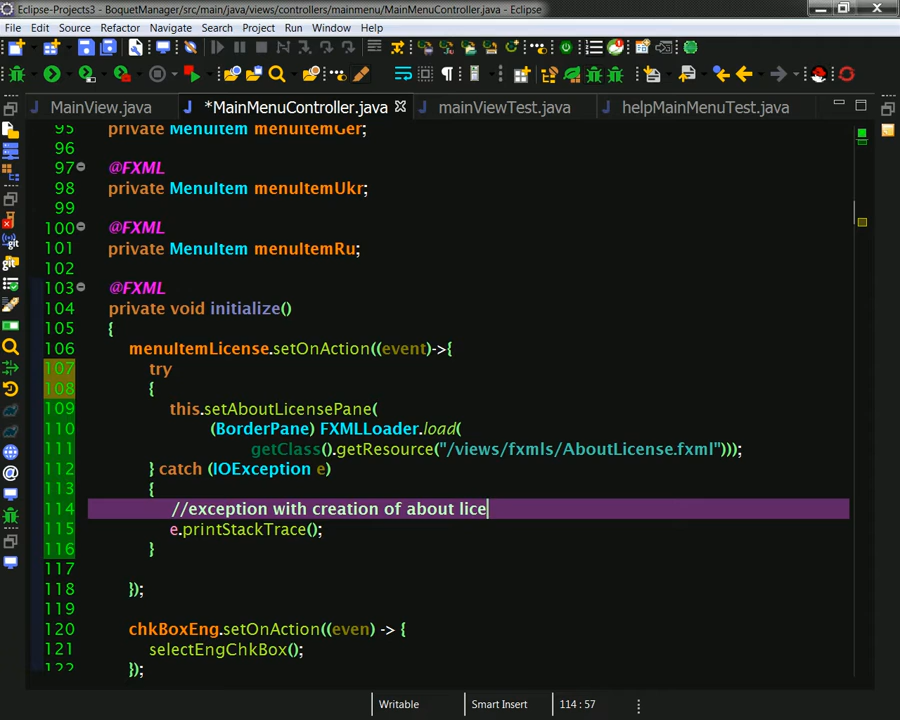 Eclipse-Projects3 - BoquetManager/src/main/java/views/controllers/mainmenu/MainMenuController.java - Eclipse
File Edit Source Refactor Navigate Search Project Run Window Help
MainView.java *MainMenuController.java mainViewTest.java helpMainMenuTest.java
95 private MenuItem menuItemGer;
96
97 @FXML
98 private MenuItem menuItemUkr;
99
100 @FXML
101 private MenuItem menuItemRu;
102
103 @FXML
104 private void initialize()
105 {
106 menuItemLicense.setOnAction((event)->{
107 try
108 {
109 this.setAboutLicensePane(
110 (BorderPane) FXMLLoader.load(
111 getClass().getResource("/views/fxmls/AboutLicense.fxml")));
112 } catch (IOException e)
113 {
114 //exception with creation of about lice
115 e.printStackTrace();
116 }
117
118 });
119
120 chkBoxEng.setOnAction((even) -> {
121 selectEngChkBox();
122 });
Writable Smart Insert 114 : 57